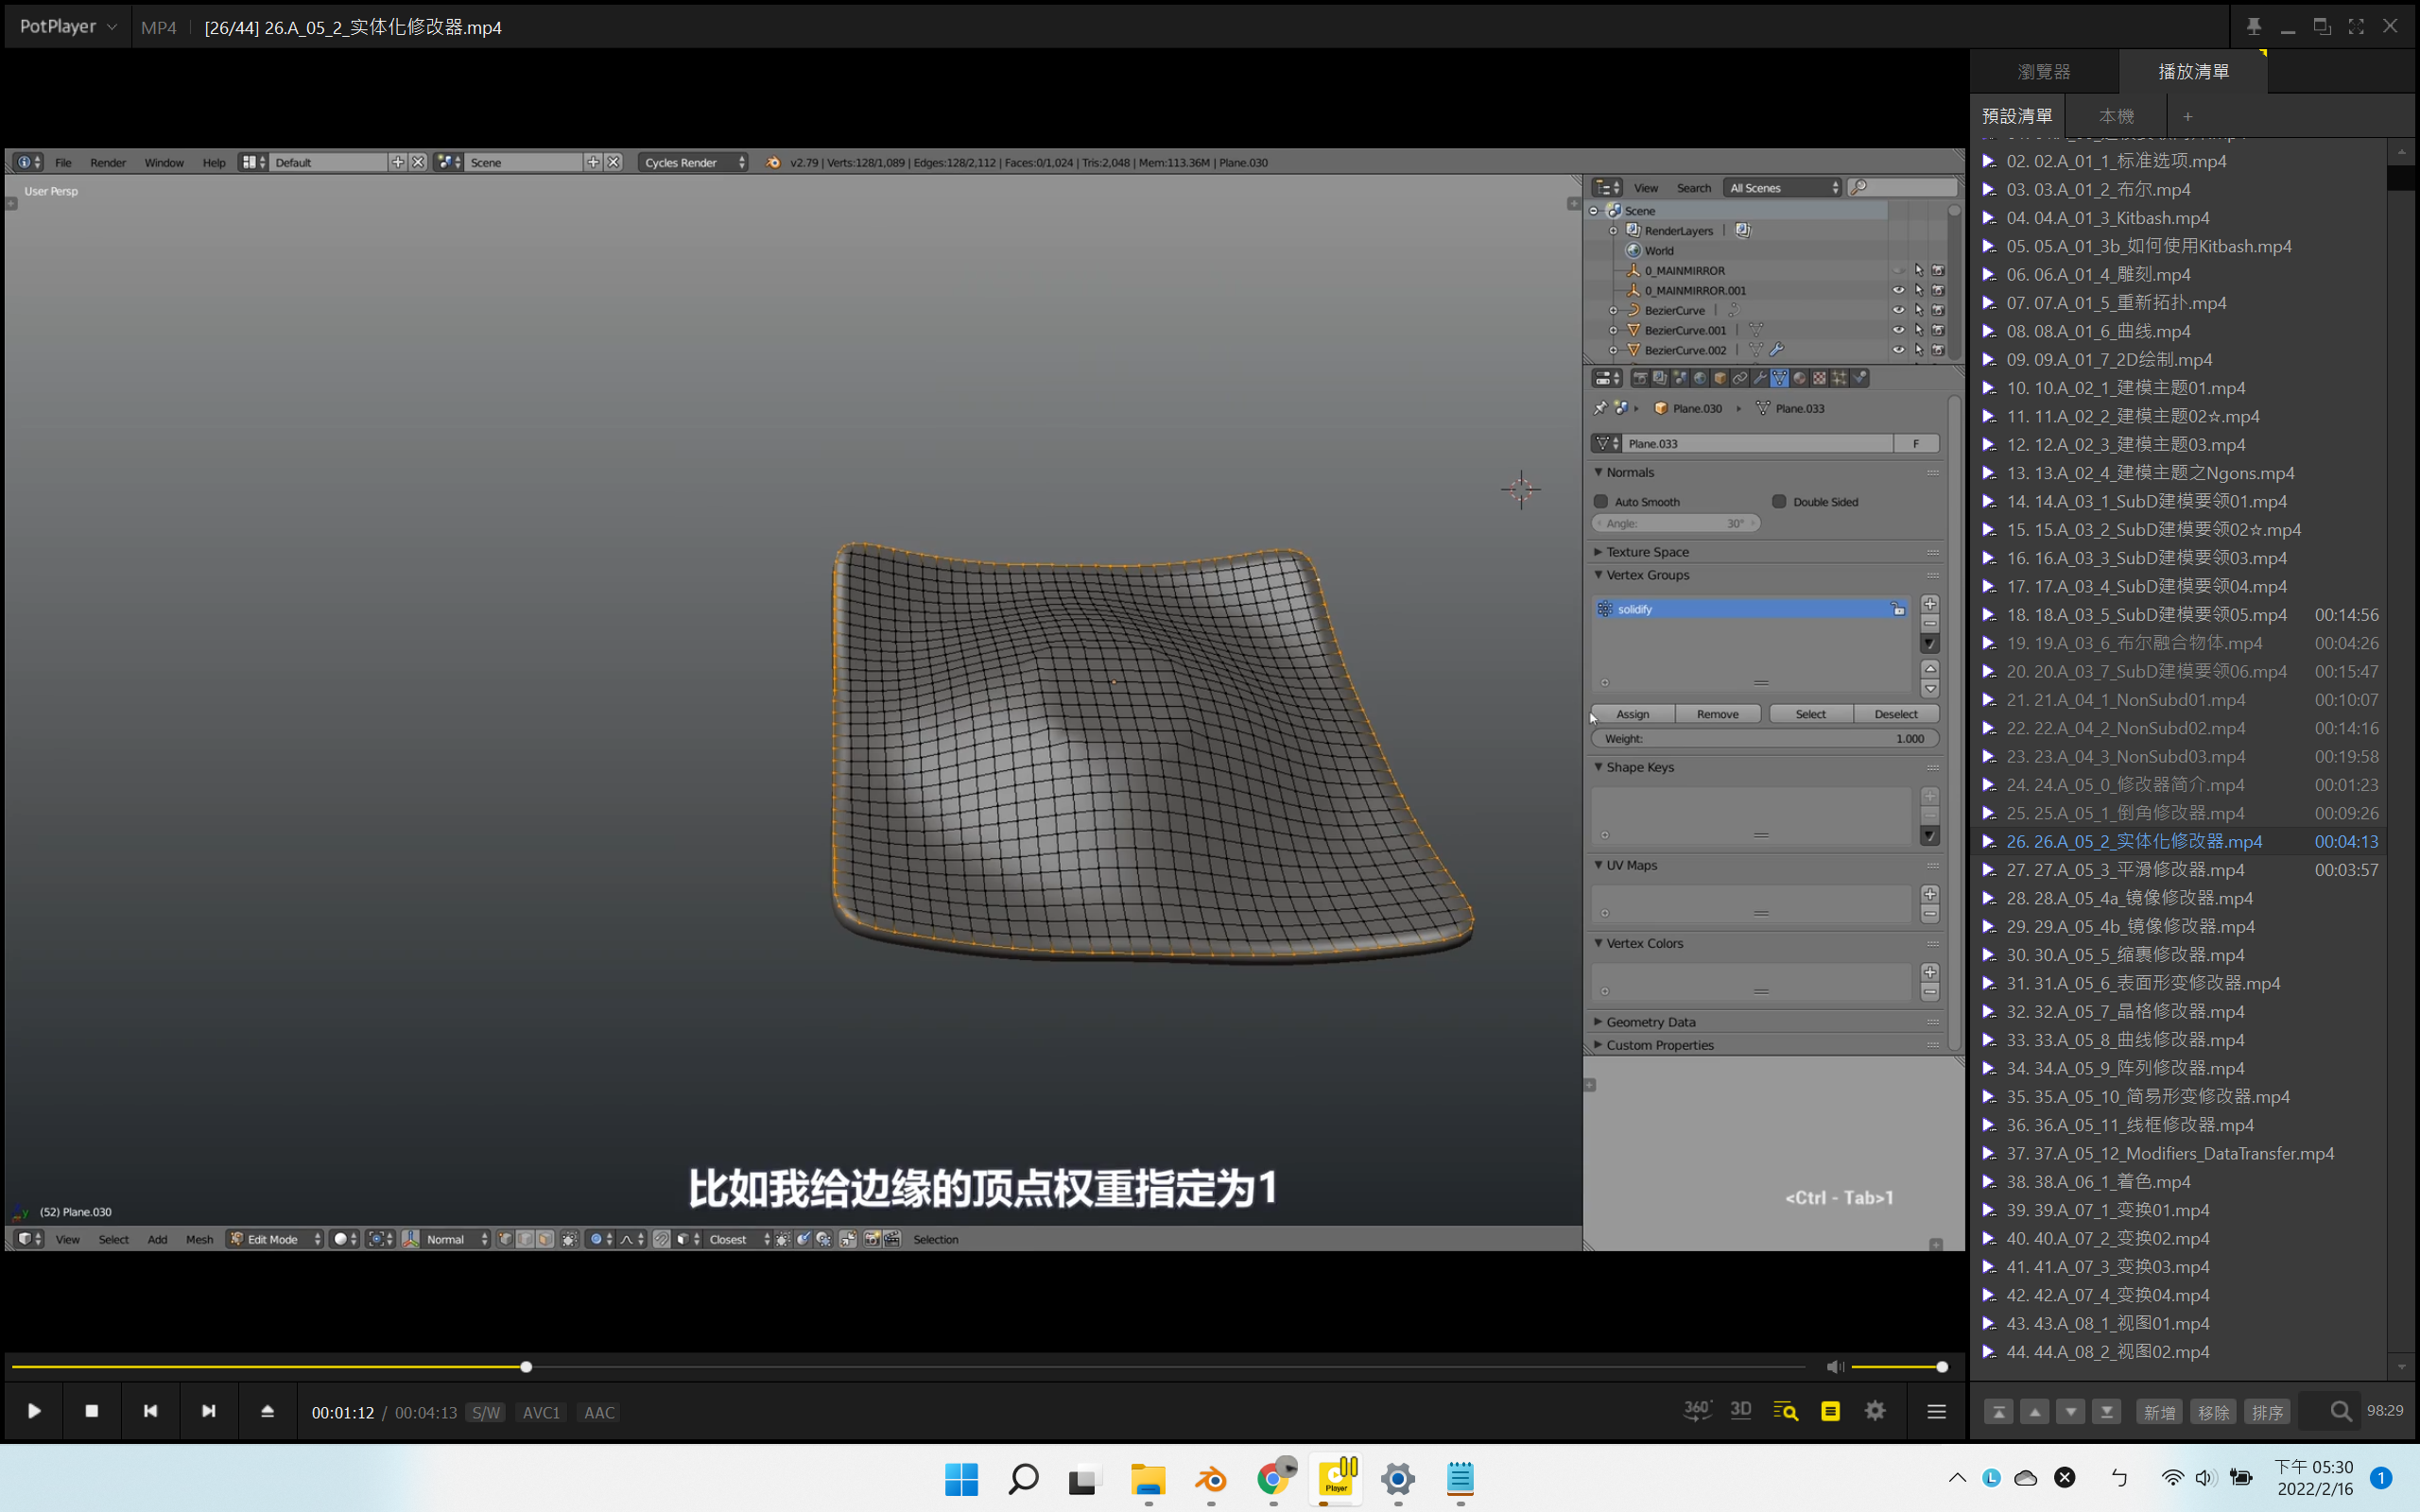 PotPlayer MP4 [26/44] 26.A_05_2_实体化修改器.mp4
瀏覽器 播放清單
預設清單 本機 +
File Render Window Help Default Scene Cycles Render v2.79 | Verts:128/1,089 | Edges:128/2,112 | Faces:0/1,024 | Tris:2,048 | Mem:113.36M | Plane.030
User Persp
View Search All Scenes
Scene
RenderLayers |
World
0_MAINMIRROR
0_MAINMIRROR.001
BezierCurve |
BezierCurve.001 |
BezierCurve.002 |
Plane.030 Plane.033
Plane.033 F
Normals
Auto Smooth Double Sided
Angle: 30°
Texture Space
Vertex Groups
solidify
Assign Remove Select Deselect
Weight: 1.000
Shape Keys
UV Maps
Vertex Colors
Geometry Data
Custom Properties
比如我给边缘的顶点权重指定为1
<Ctrl - Tab>1
(52) Plane.030
View Select Add Mesh Edit Mode Normal Closest Selection
02. 02.A_01_1_标准选项.mp4
03. 03.A_01_2_布尔.mp4
04. 04.A_01_3_Kitbash.mp4
05. 05.A_01_3b_如何使用Kitbash.mp4
06. 06.A_01_4_雕刻.mp4
07. 07.A_01_5_重新拓扑.mp4
08. 08.A_01_6_曲线.mp4
09. 09.A_01_7_2D绘制.mp4
10. 10.A_02_1_建模主题01.mp4
11. 11.A_02_2_建模主题02☆.mp4
12. 12.A_02_3_建模主题03.mp4
13. 13.A_02_4_建模主题之Ngons.mp4
14. 14.A_03_1_SubD建模要领01.mp4
15. 15.A_03_2_SubD建模要领02☆.mp4
16. 16.A_03_3_SubD建模要领03.mp4
17. 17.A_03_4_SubD建模要领04.mp4
18. 18.A_03_5_SubD建模要领05.mp4 00:14:56
19. 19.A_03_6_布尔融合物体.mp4 00:04:26
20. 20.A_03_7_SubD建模要领06.mp4 00:15:47
21. 21.A_04_1_NonSubd01.mp4 00:10:07
22. 22.A_04_2_NonSubd02.mp4 00:14:16
23. 23.A_04_3_NonSubd03.mp4 00:19:58
24. 24.A_05_0_修改器简介.mp4 00:01:23
25. 25.A_05_1_倒角修改器.mp4 00:09:26
26. 26.A_05_2_实体化修改器.mp4 00:04:13
27. 27.A_05_3_平滑修改器.mp4 00:03:57
28. 28.A_05_4a_镜像修改器.mp4
29. 29.A_05_4b_镜像修改器.mp4
30. 30.A_05_5_缩裹修改器.mp4
31. 31.A_05_6_表面形变修改器.mp4
32. 32.A_05_7_晶格修改器.mp4
33. 33.A_05_8_曲线修改器.mp4
34. 34.A_05_9_阵列修改器.mp4
35. 35.A_05_10_简易形变修改器.mp4
36. 36.A_05_11_线框修改器.mp4
37. 37.A_05_12_Modifiers_DataTransfer.mp4
38. 38.A_06_1_着色.mp4
39. 39.A_07_1_变换01.mp4
40. 40.A_07_2_变换02.mp4
41. 41.A_07_3_变换03.mp4
42. 42.A_07_4_变换04.mp4
43. 43.A_08_1_视图01.mp4
44. 44.A_08_2_视图02.mp4
00:01:12 / 00:04:13 S/W AVC1 AAC
360° 3D
新增 移除 排序 98:29
Player
ㄅ
下午 05:30
2022/2/16
1